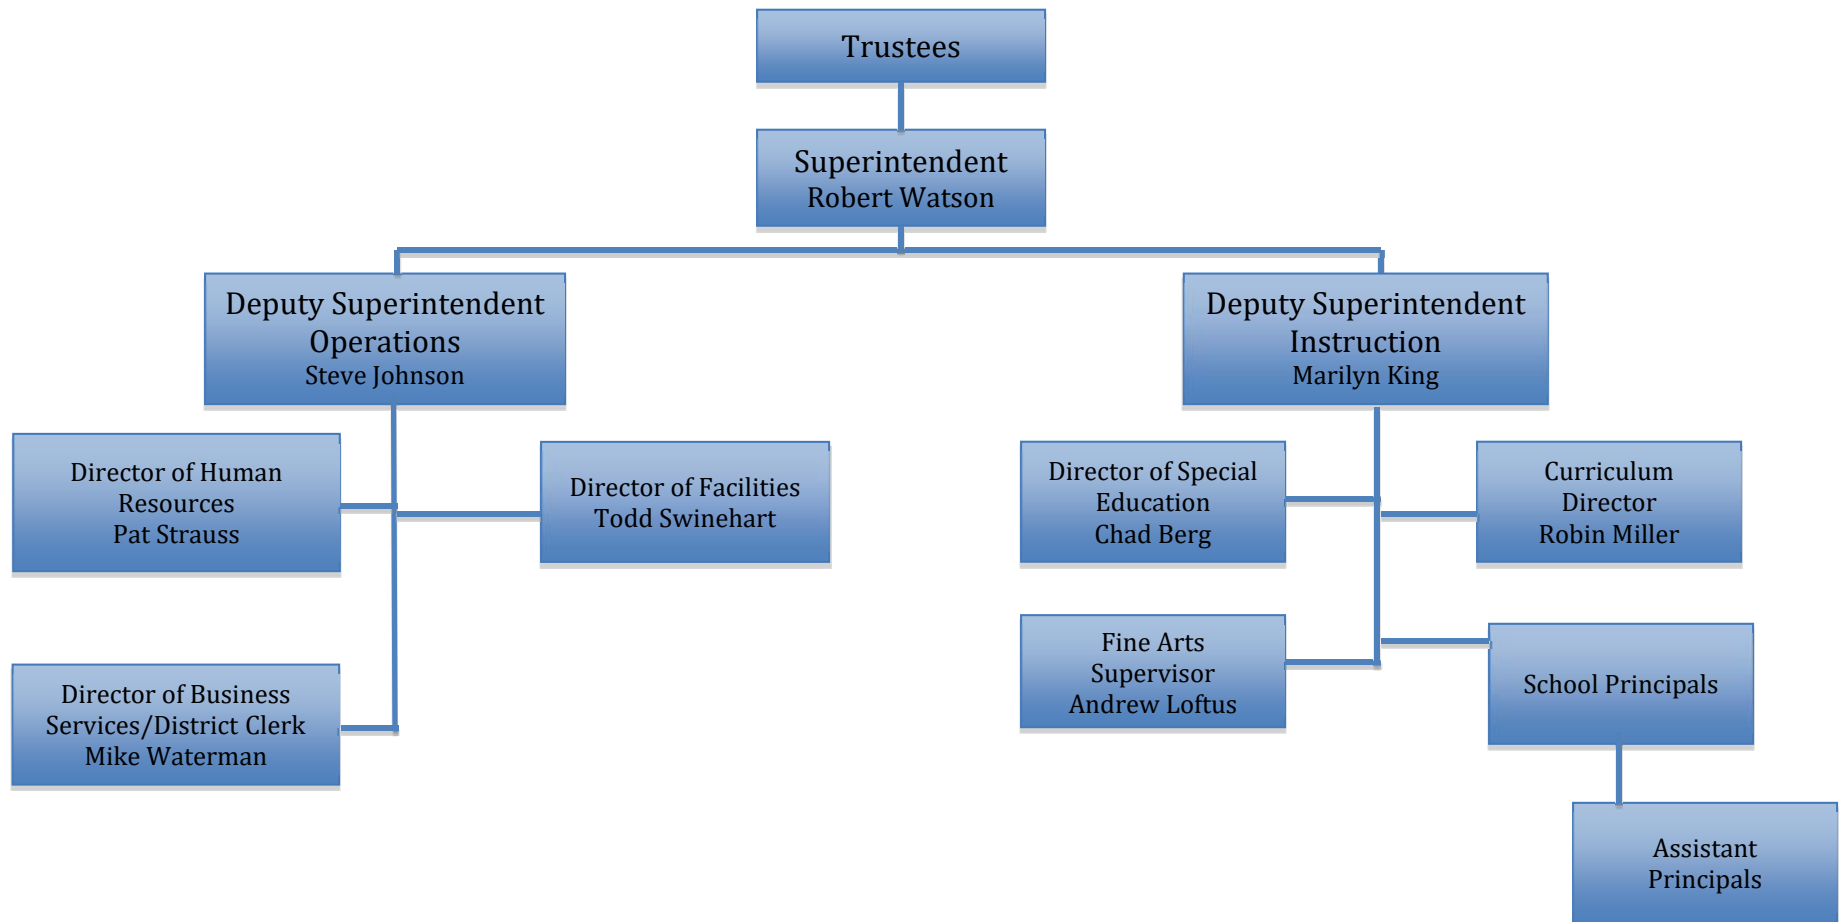 Trustees
Superintendent
Robert Watson
Deputy Superintendent
Operations
Steve Johnson
Deputy Superintendent
Instruction
Marilyn King
Director of Human
Resources
Pat Strauss
Director of Facilities
Todd Swinehart
Director of Special
Education
Chad Berg
Curriculum
Director
Robin Miller
Director of Business
Services/District Clerk
Mike Waterman
Fine Arts
Supervisor
Andrew Loftus
School Principals
Assistant
Principals